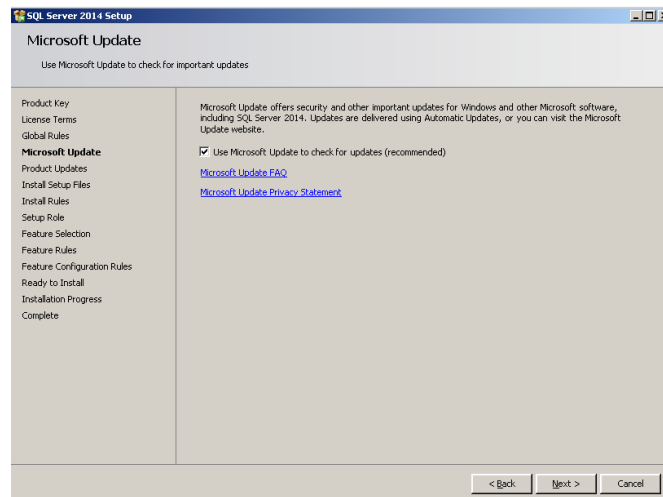 SQL Server 2014 Setup
Microsoft Update
Use Microsoft Update to check for important updates
Product Key
License Terms
Global Rules
Microsoft Update
Product Updates
Install Setup Files
Install Rules
Setup Role
Feature Selection
Feature Rules
Feature Configuration Rules
Ready to Install
Installation Progress
Complete
Microsoft Update offers security and other important updates for Windows and other Microsoft software,
including SQL Server 2014. Updates are delivered using Automatic Updates, or you can visit the Microsoft
Update website.
Use Microsoft Update to check for updates (recommended)
Microsoft Update FAQ
Microsoft Update Privacy Statement
< Back Next > Cancel